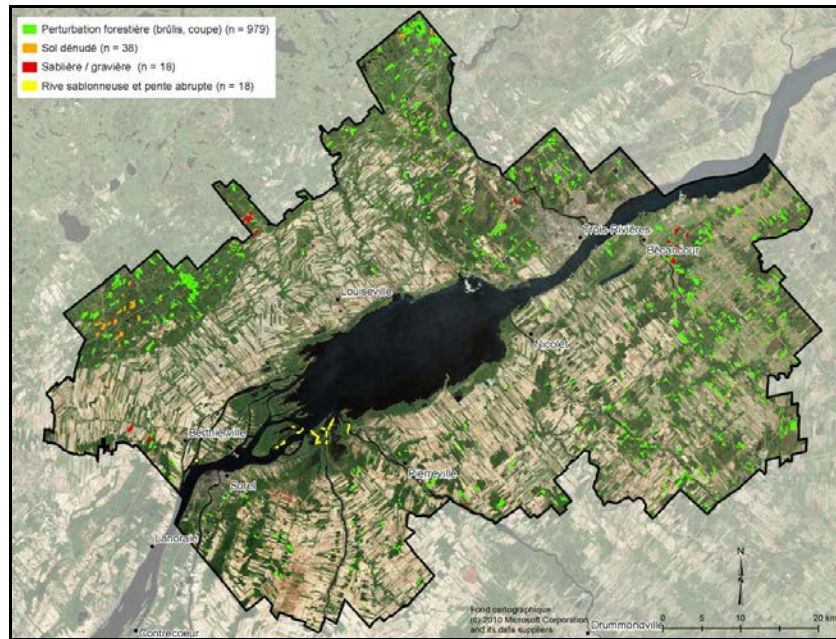 Perturbation forestière (brûlis, coupe) (n = 979)
Sol dénudé (n = 38)
Sablière / gravière (n = 18)
Rive sablonneuse et pente abrupte (n = 18)
Trois-Rivières
Bécancour
Louiseville
Nicolet
Berthierville
Pierreville
Sorel
Lanoraie
N
Fond cartographique
(c) 2010 Microsoft Corporation
and its data suppliers
0 5 10 20 km
Drummondville
Contrecoeur